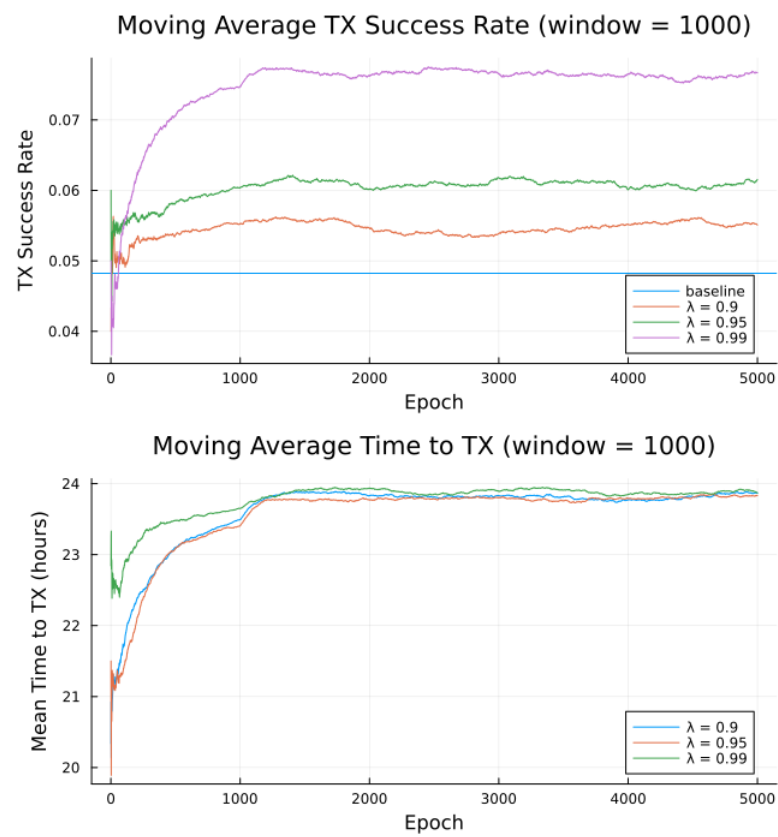 Moving Average TX Success Rate (window = 1000)
TX Success Rate
0.07
0.06
0.05
0.04
baseline
λ = 0.9
λ = 0.95
λ = 0.99
0
1000
2000
3000
4000
5000
Epoch
Moving Average Time to TX (window = 1000)
Mean Time to TX (hours)
24
23
22
21
20
λ = 0.9
λ = 0.95
λ = 0.99
0
1000
2000
3000
4000
5000
Epoch